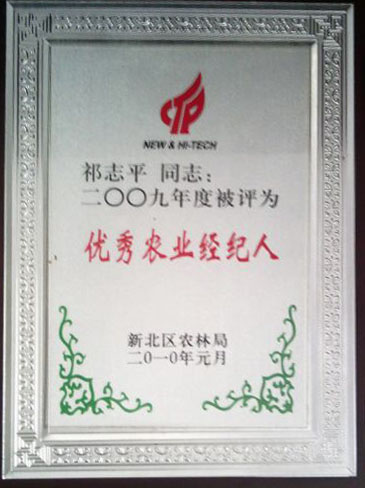 NEW & HI-TECH
祁志平 同志:
二〇〇九年度被评为
优秀农业经纪人
新北区农林局
二〇一〇年元月